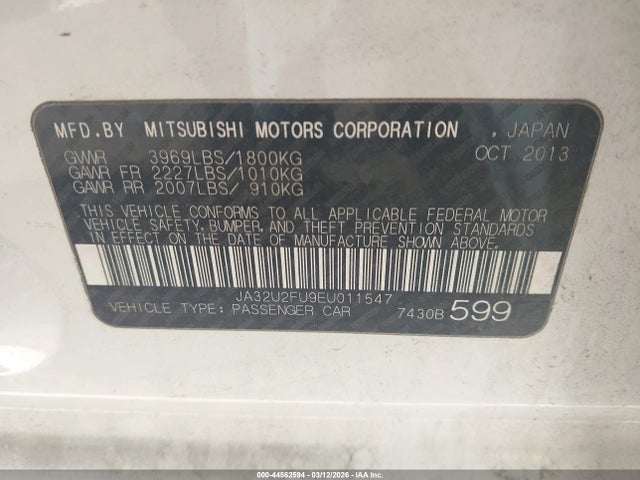 MFD.BY MITSUBISHI MOTORS CORPORATION , JAPAN
GVWR 3969LBS/1800KG OCT 2013
GAWR FR 2227LBS/1010KG
GAWR RR 2007LBS/ 910KG
THIS VEHICLE CONFORMS TO ALL APPLICABLE FEDERAL MOTOR
VEHICLE SAFETY, BUMPER, AND THEFT PREVENTION STANDARDS
IN EFFECT ON THE DATE OF MANUFACTURE SHOWN ABOVE.
JA32U2FU9EU011547
VEHICLE TYPE: PASSENGER CAR 7430B 599
000-44562594 | 03/12/2026 | IAA Inc.